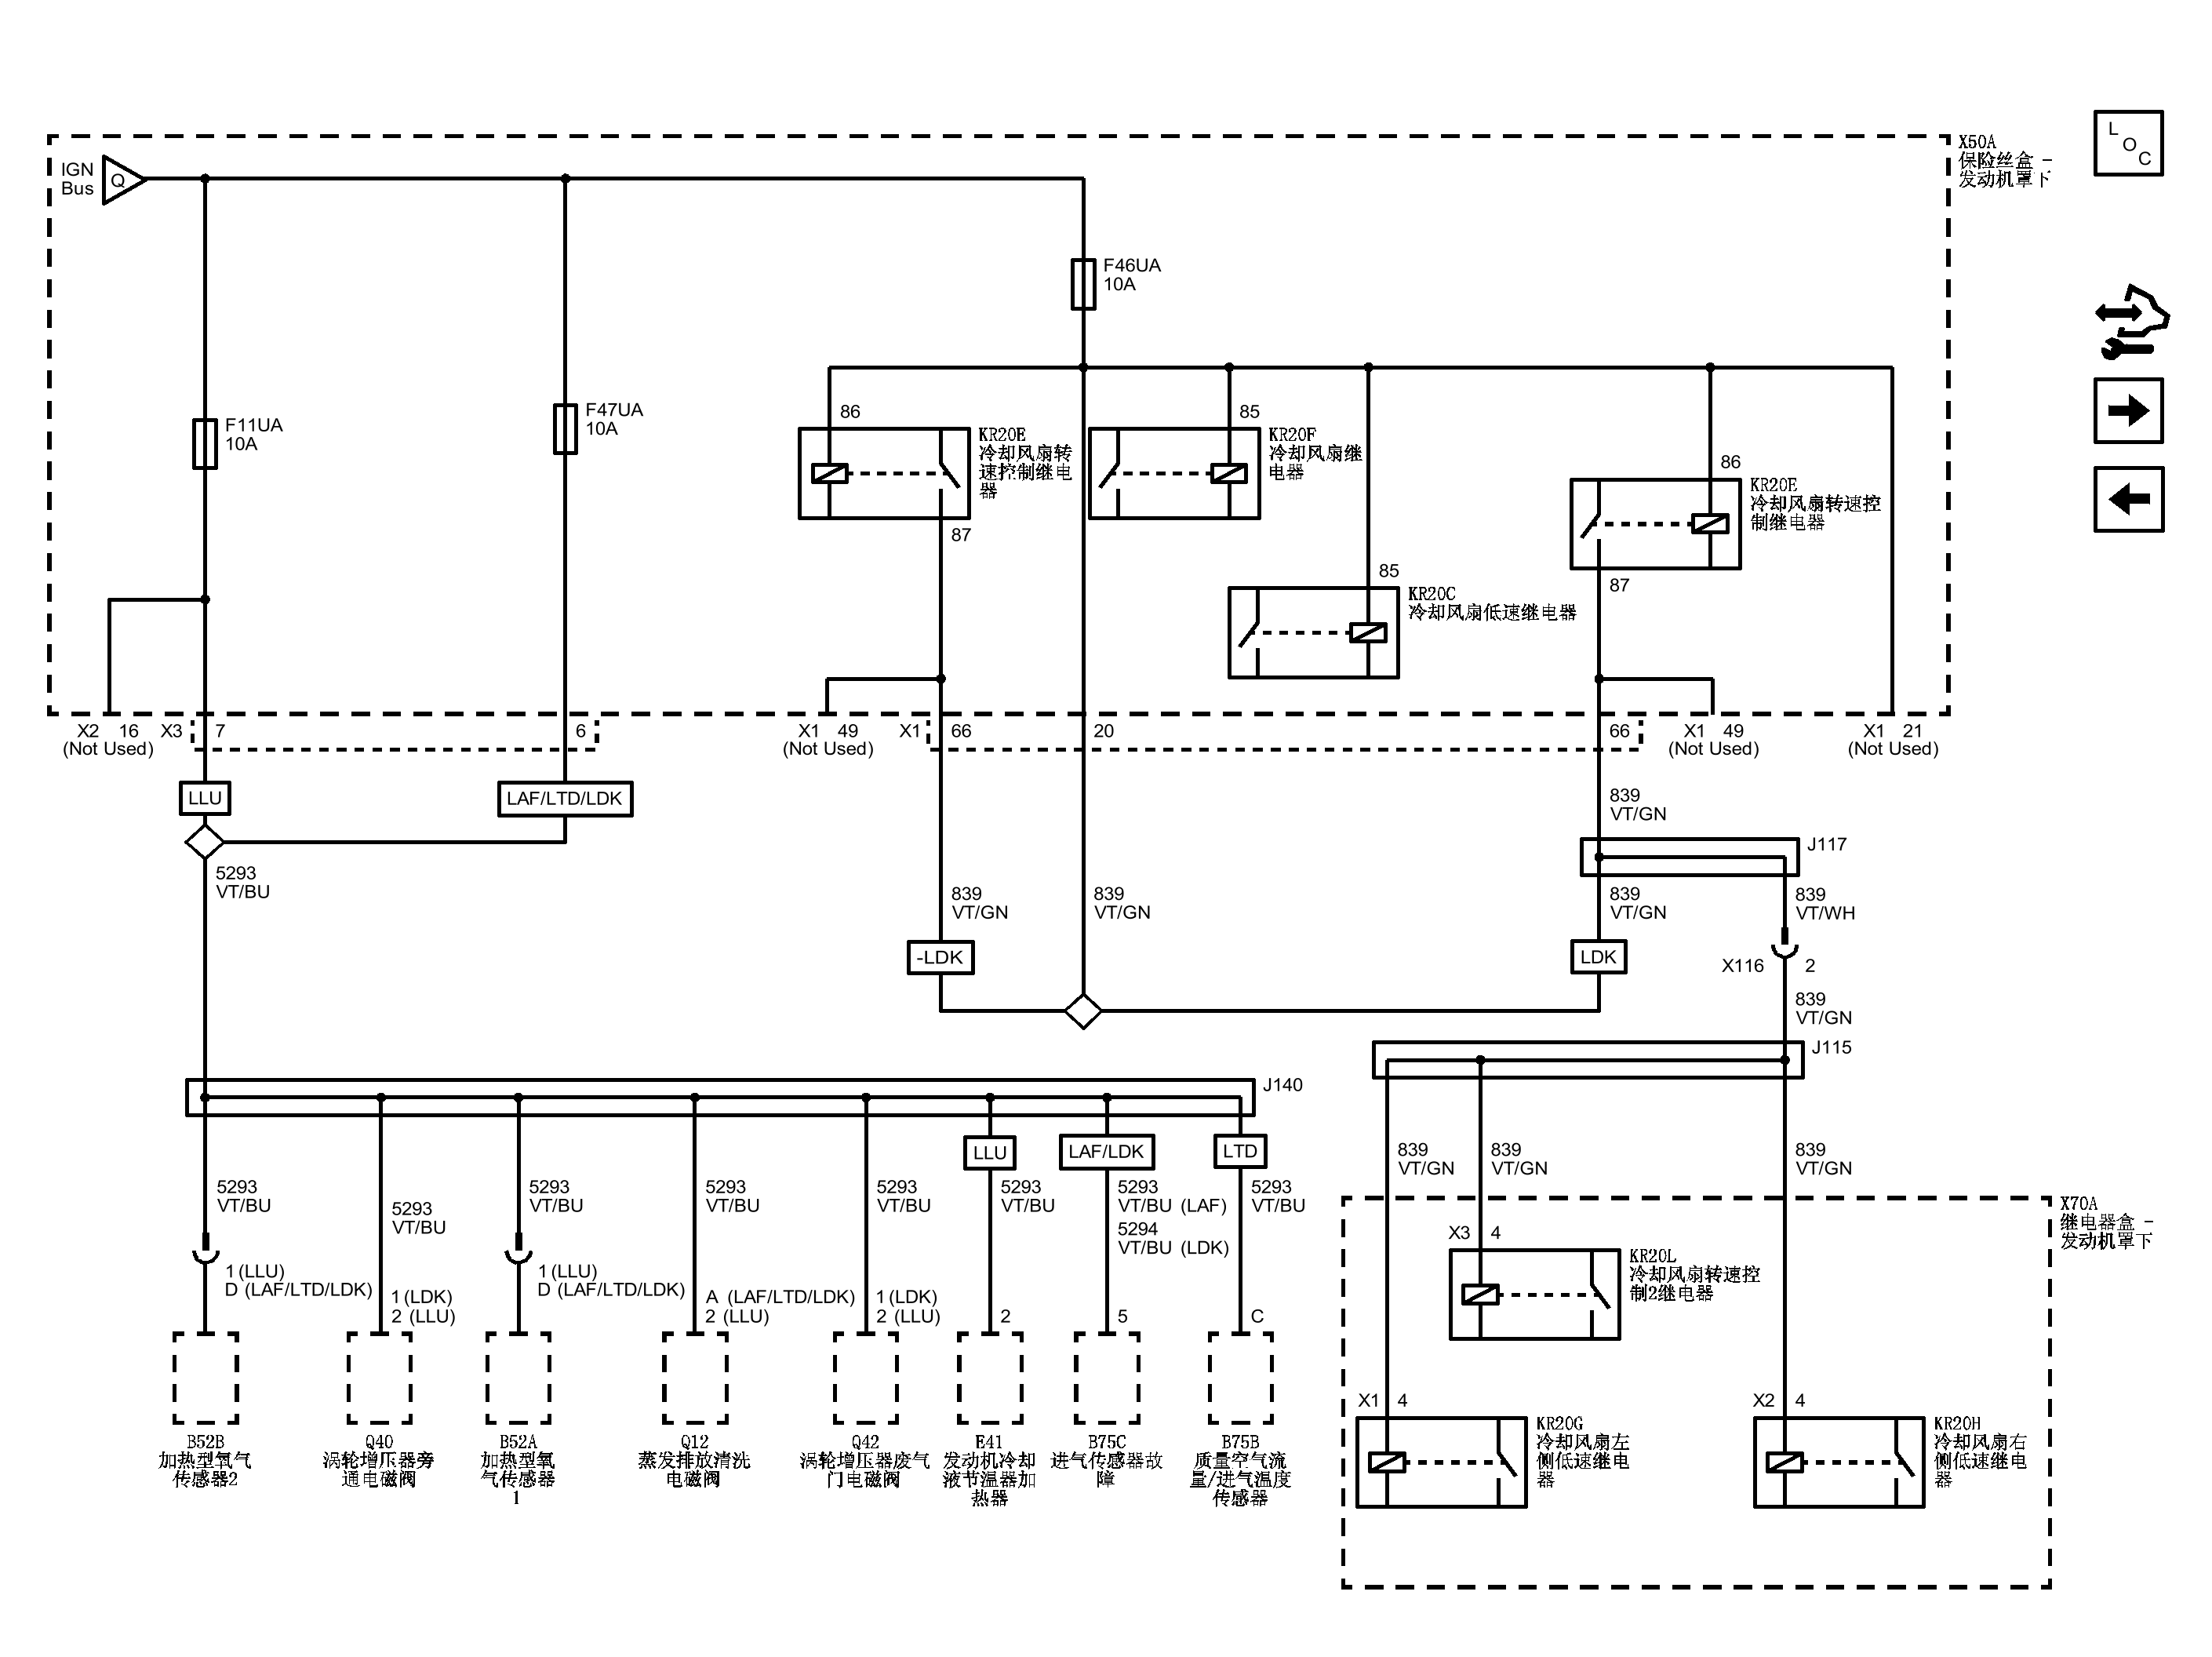 X50A
保险丝盒 -
发动机罩下
L
O
C
IGN
Bus
Q
F46UA
10A
F11UA
10A
F47UA
10A
86
KR20E
冷却风扇转
速控制继电
器
87
85
KR20F
冷却风扇继
电器
85
KR20C
冷却风扇低速继电器
86
KR20E
冷却风扇转速控
制继电器
87
X2 16
(Not Used)
X3 7
6
X1 49
(Not Used)
X1 66
20
66
X1 49
(Not Used)
X1 21
(Not Used)
LLU
LAF/LTD/LDK
5293
VT/BU
839
VT/GN
J117
839
VT/GN
839
VT/GN
839
VT/GN
839
VT/WH
-LDK
LDK
X116 2
839
VT/GN
J115
J140
LLU
LAF/LDK
LTD
839
VT/GN
839
VT/GN
839
VT/GN
5293
VT/BU
5293
VT/BU
5293
VT/BU
5293
VT/BU
5293
VT/BU
5293
VT/BU
5293
VT/BU (LAF)
5294
VT/BU (LDK)
5293
VT/BU
1 (LLU)
D (LAF/LTD/LDK)
1 (LDK)
2 (LLU)
1 (LLU)
D (LAF/LTD/LDK)
A (LAF/LTD/LDK)
2 (LLU)
1 (LDK)
2 (LLU)
2
5
C
B52B
加热型氧气
传感器2
Q40
涡轮增压器旁
通电磁阀
B52A
加热型氧
气传感器
1
Q12
蒸发排放清洗
电磁阀
Q42
涡轮增压器废气
门电磁阀
E41
发动机冷却
液节温器加
热器
B75C
进气传感器故
障
B75B
质量空气流
量/进气温度
传感器
X70A
继电器盒 -
发动机罩下
X3 4
KR20L
冷却风扇转速控
制2继电器
X1 4
KR20G
冷却风扇左
侧低速继电
器
X2 4
KR20H
冷却风扇右
侧低速继电
器